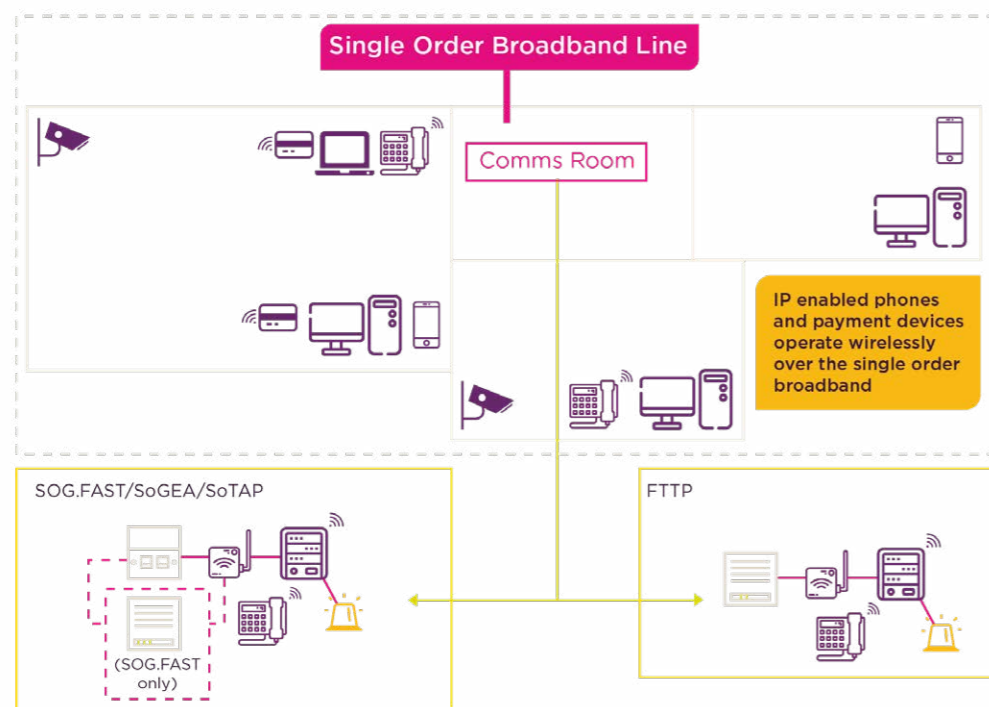 Single Order Broadband Line
Comms Room
IP enabled phones
and payment devices
operate wirelessly
over the single order
broadband
SOG.FAST/SoGEA/SoTAP
FTTP
(SOG.FAST
only)